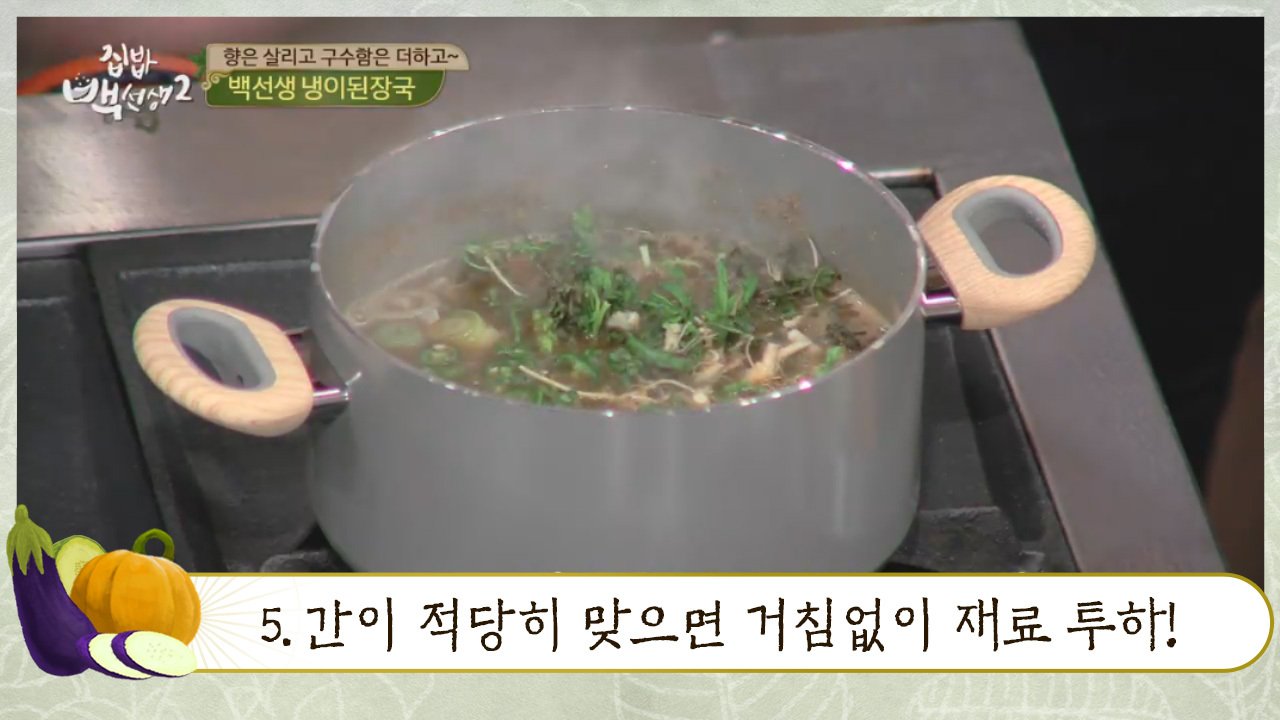 집밥
백선생2
향은 살리고 구수함은 더하고~
백선생 냉이된장국
5. 간이 적당히 맞으면 거침없이 재료 투하!